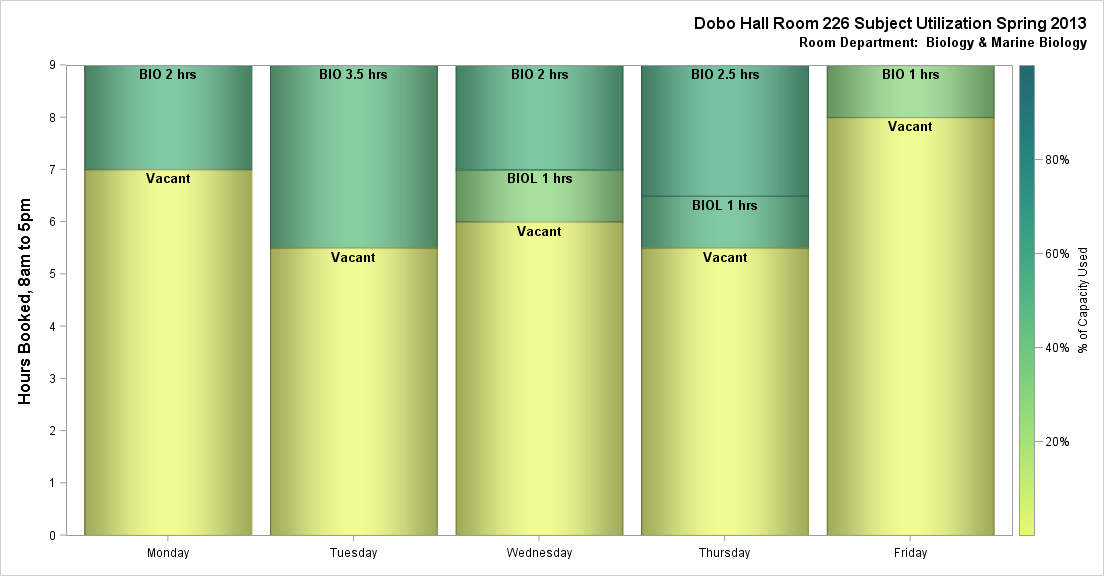 Dobo Hall Room 226 Subject Utilization Spring 2013
Room Department: Biology & Marine Biology
Hours Booked, 8am to 5pm
9
8
7
6
5
4
3
2
1
0
BIO 2 hrs
Vacant
BIO 3.5 hrs
Vacant
BIO 2 hrs
BIOL 1 hrs
Vacant
BIO 2.5 hrs
BIOL 1 hrs
Vacant
BIO 1 hrs
Vacant
Monday
Tuesday
Wednesday
Thursday
Friday
80%
60%
40%
20%
% of Capacity Used